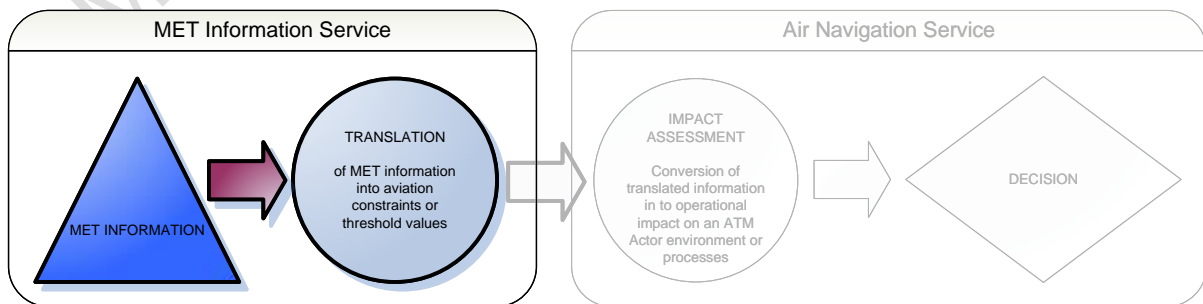 MET Information Service
Air Navigation Service
MET INFORMATION
TRANSLATION
of MET information
into aviation
constraints or
threshold values
IMPACT
ASSESSMENT
Conversion of
translated information
in to operational
impact on an ATM
Actor environment or
processes
DECISION